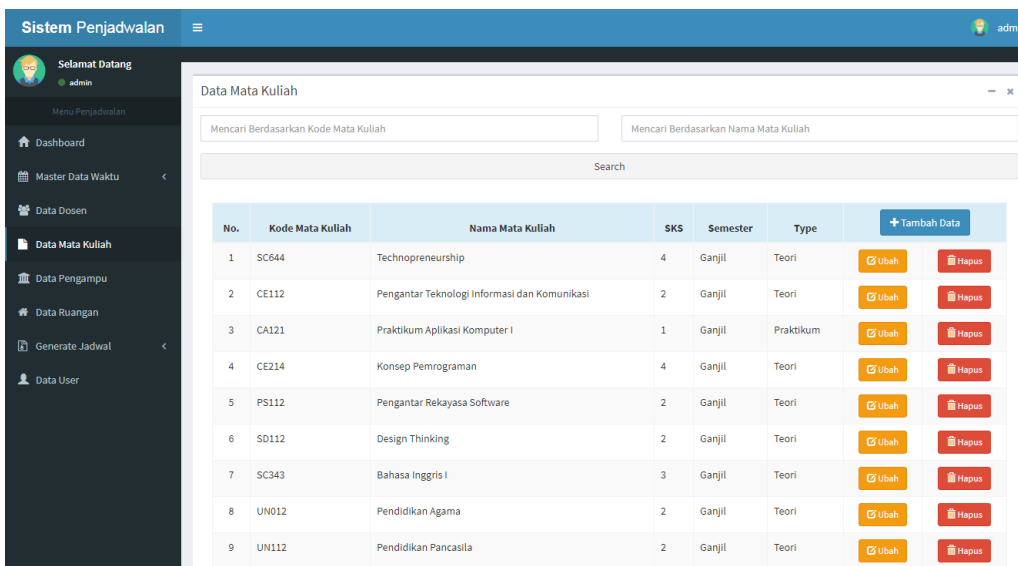 Sistem Penjadwalan
adm
Selamat Datang
admin
Menu Penjadwalan
Dashboard
Master Data Waktu
Data Dosen
Data Mata Kuliah
Data Pengampu
Data Ruangan
Generate Jadwal
Data User
Data Mata Kuliah
Mencari Berdasarkan Kode Mata Kuliah Mencari Berdasarkan Nama Mata Kuliah
Search
No. Kode Mata Kuliah Nama Mata Kuliah SKS Semester Type Tambah Data
1 SC644 Technopreneurship 4 Ganjil Teori Ubah Hapus
2 CE112 Pengantar Teknologi Informasi dan Komunikasi 2 Ganjil Teori Ubah Hapus
3 CA121 Praktikum Aplikasi Komputer I 1 Ganjil Praktikum Ubah Hapus
4 CE214 Konsep Pemrograman 4 Ganjil Teori Ubah Hapus
5 PS112 Pengantar Rekayasa Software 2 Ganjil Teori Ubah Hapus
6 SD112 Design Thinking 2 Ganjil Teori Ubah Hapus
7 SC343 Bahasa Inggris I 3 Ganjil Teori Ubah Hapus
8 UN012 Pendidikan Agama 2 Ganjil Teori Ubah Hapus
9 UN112 Pendidikan Pancasila 2 Ganjil Teori Ubah Hapus